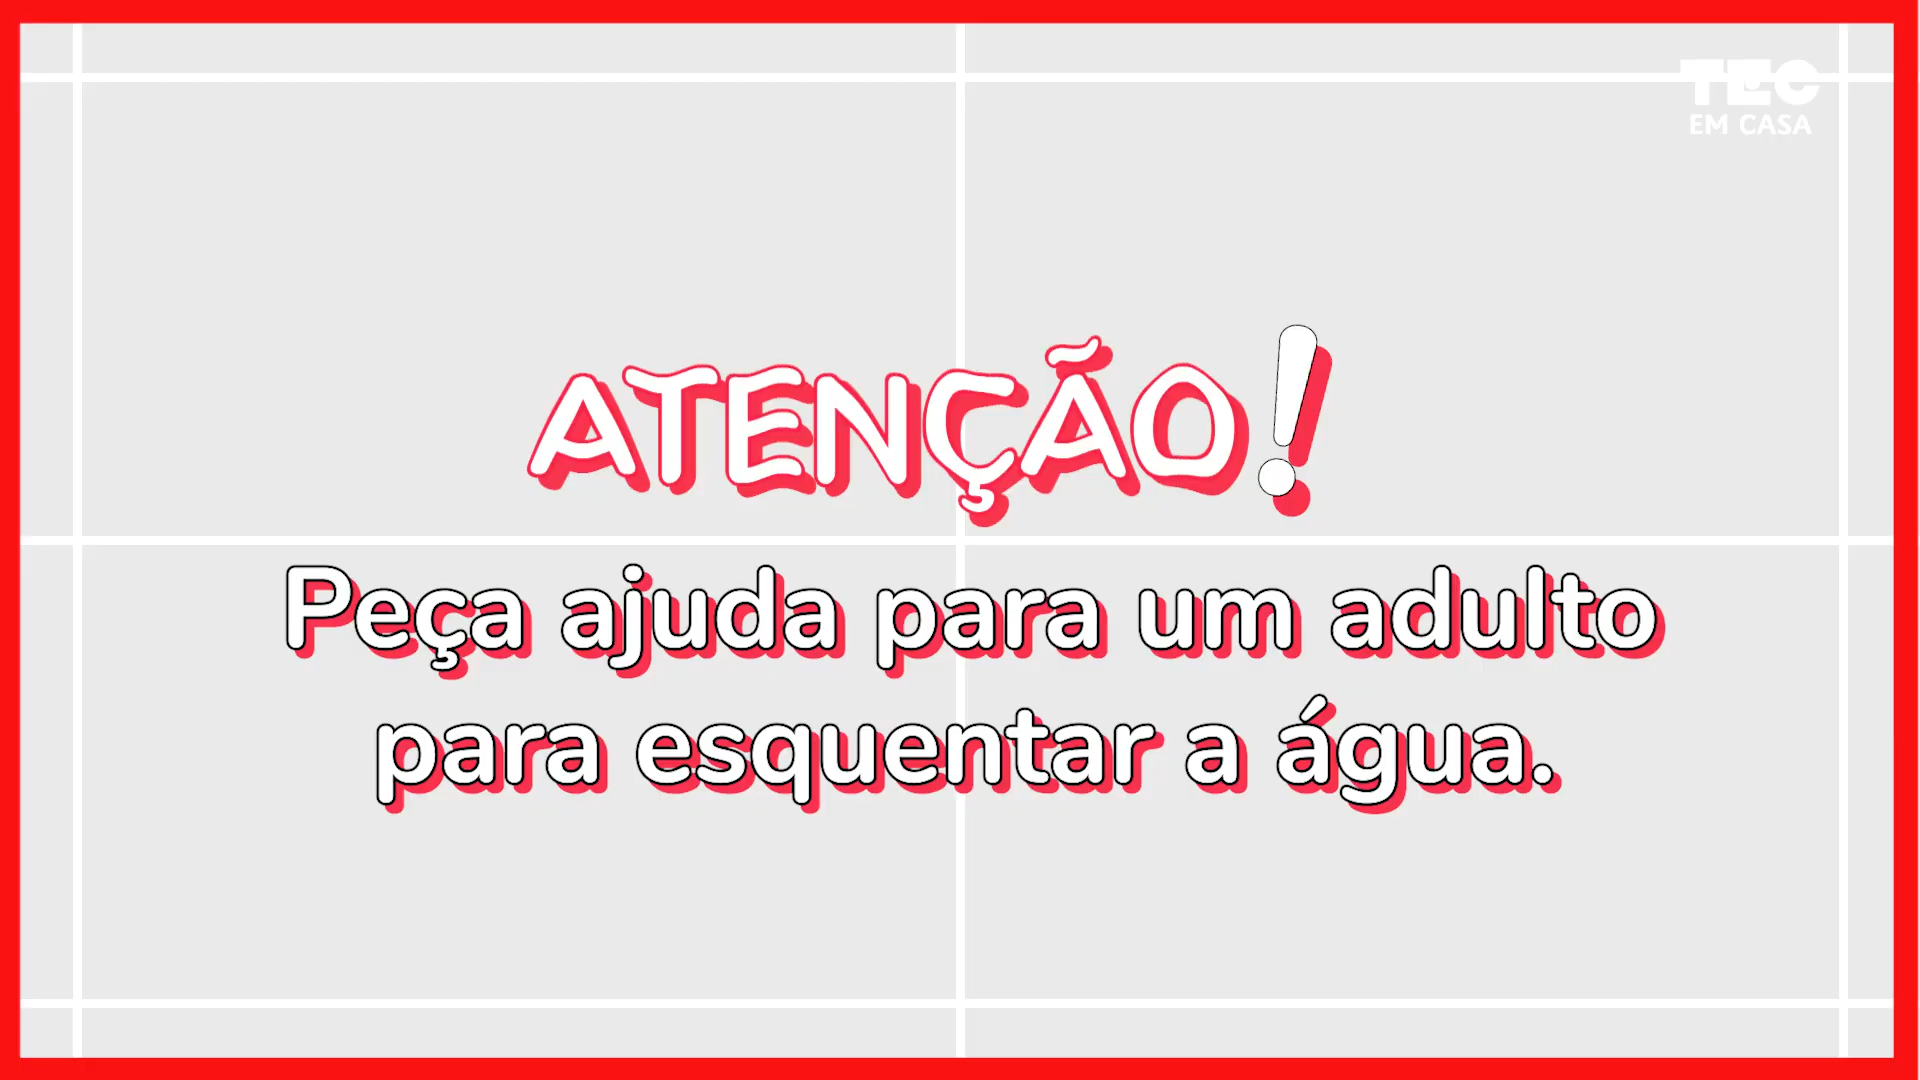 TEC
EM CASA
ATENÇÃO!
Peça ajuda para um adulto
para esquentar a água.